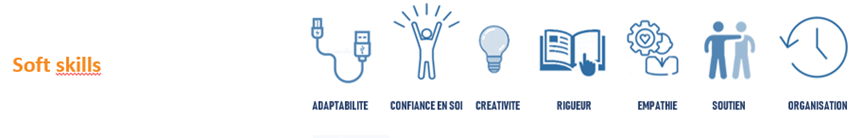 Soft skills
ADAPTABILITE CONFIANCE EN SOI CREATIVITE RIGUEUR EMPATHIE SOUTIEN ORGANISATION